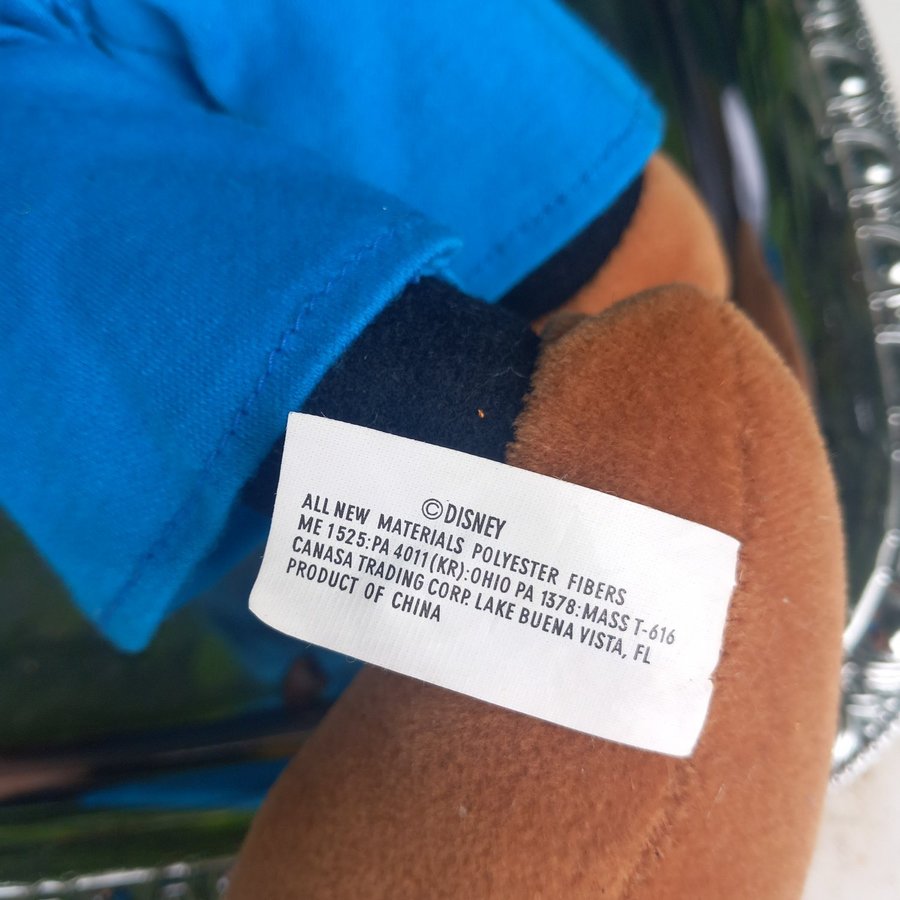 ©DISNEY
ALL NEW MATERIALS POLYESTER FIBERS
ME 1525:PA 4011(KR):OHIO PA 1378:MASS T-616
CANASA TRADING CORP. LAKE BUENA VISTA, FL
PRODUCT OF CHINA